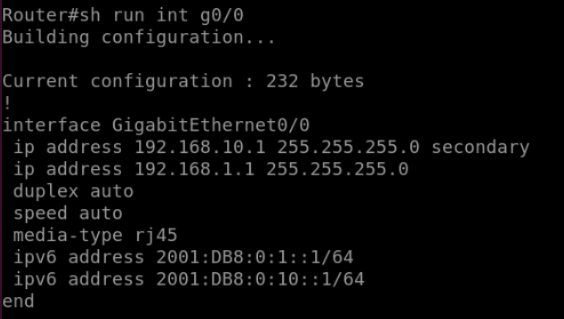 Router#sh run int g0/0
Building configuration...

Current configuration : 232 bytes
!
interface GigabitEthernet0/0
 ip address 192.168.10.1 255.255.255.0 secondary
 ip address 192.168.1.1 255.255.255.0
 duplex auto
 speed auto
 media-type rj45
 ipv6 address 2001:DB8:0:1::1/64
 ipv6 address 2001:DB8:0:10::1/64
end